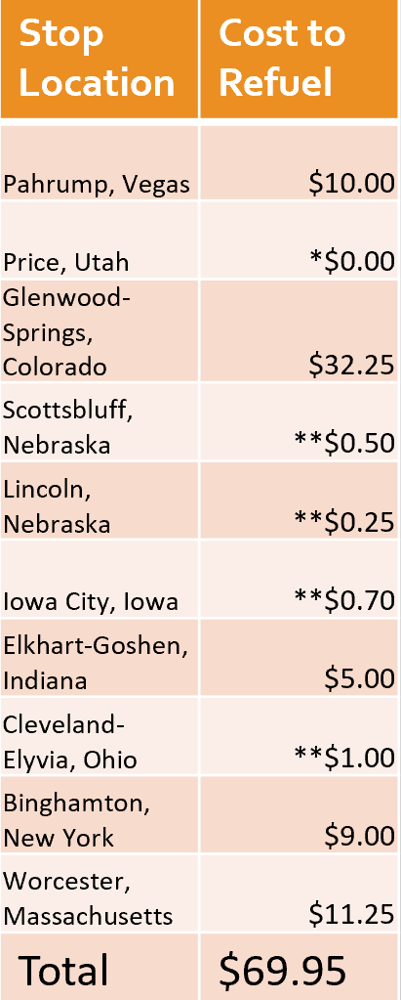 Stop Location
Cost to Refuel
Pahrump, Vegas
$10.00
Price, Utah
*$0.00
Glenwood-
Springs,
Colorado
$32.25
Scottsbluff,
Nebraska
**$0.50
Lincoln,
Nebraska
**$0.25
Iowa City, Iowa
**$0.70
Elkhart-Goshen,
Indiana
$5.00
Cleveland-
Elyvia, Ohio
**$1.00
Binghamton,
New York
$9.00
Worcester,
Massachusetts
$11.25
Total
$69.95